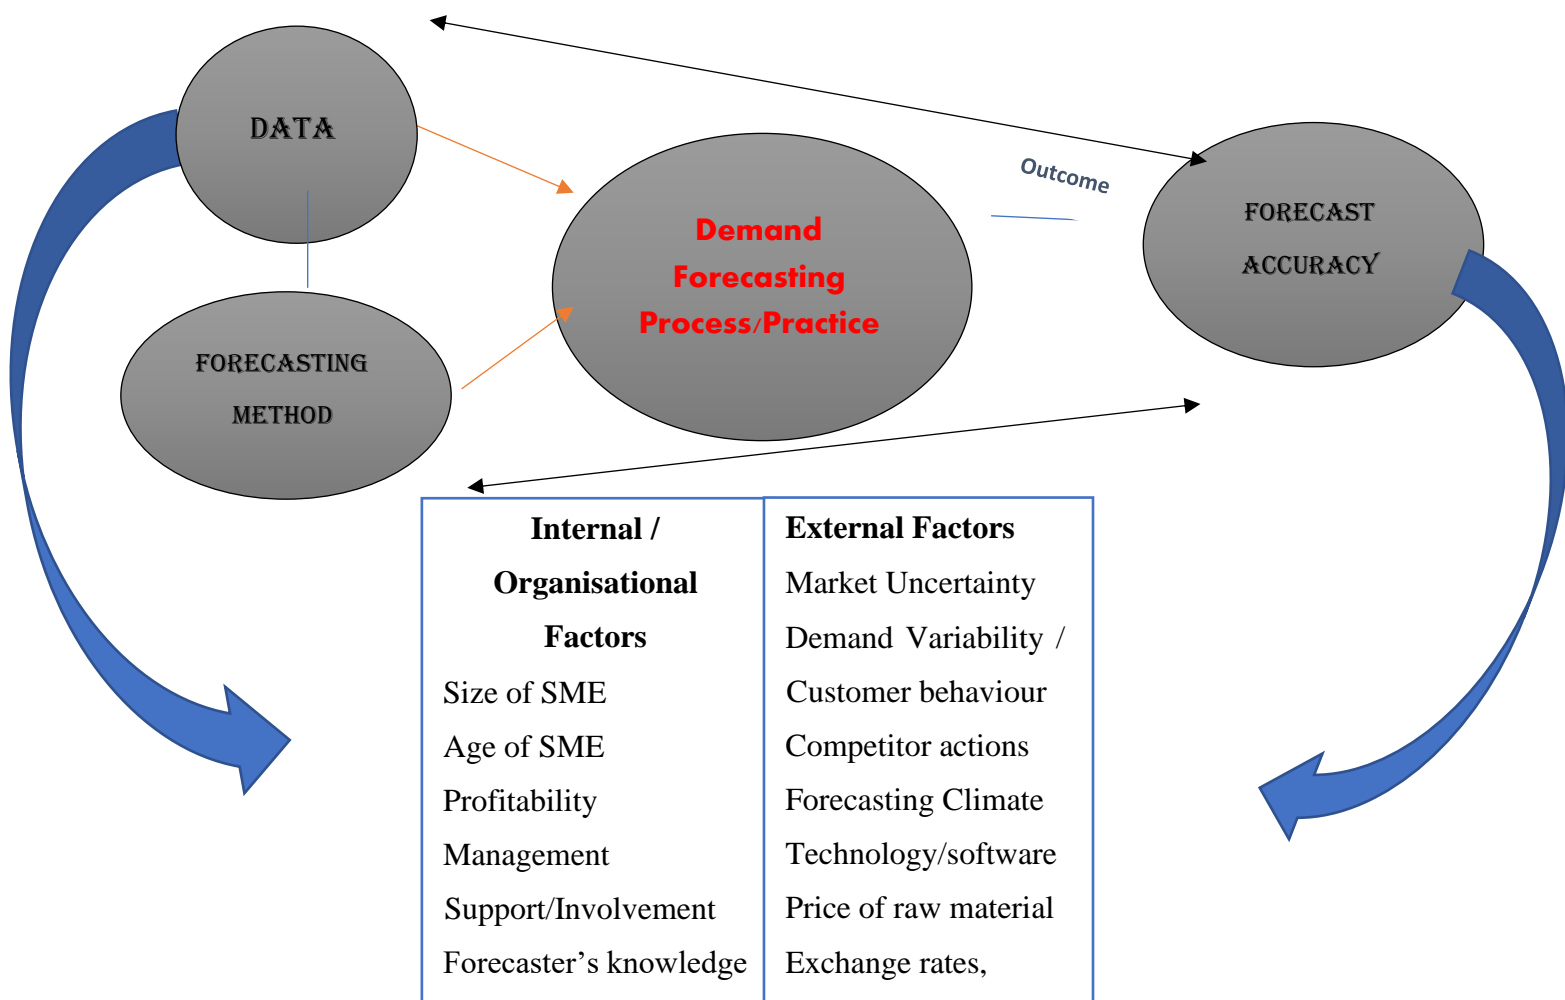 DATA
FORECASTING
METHOD
Demand
Forecasting
Process/Practice
Outcome
FORECAST
ACCURACY
Internal /
Organisational
Factors
Size of SME
Age of SME
Profitability
Management
Support/Involvement
Forecaster’s knowledge
External Factors
Market Uncertainty
Demand Variability /
Customer behaviour
Competitor actions
Forecasting Climate
Technology/software
Price of raw material
Exchange rates,